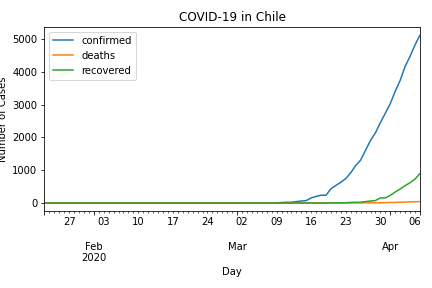 COVID-19 in Chile
confirmed
deaths
recovered
5000
4000
3000
2000
1000
0
Number of Cases
27 03 10 17 24 02 09 16 23 30 06
Feb Mar Apr
2020
Day